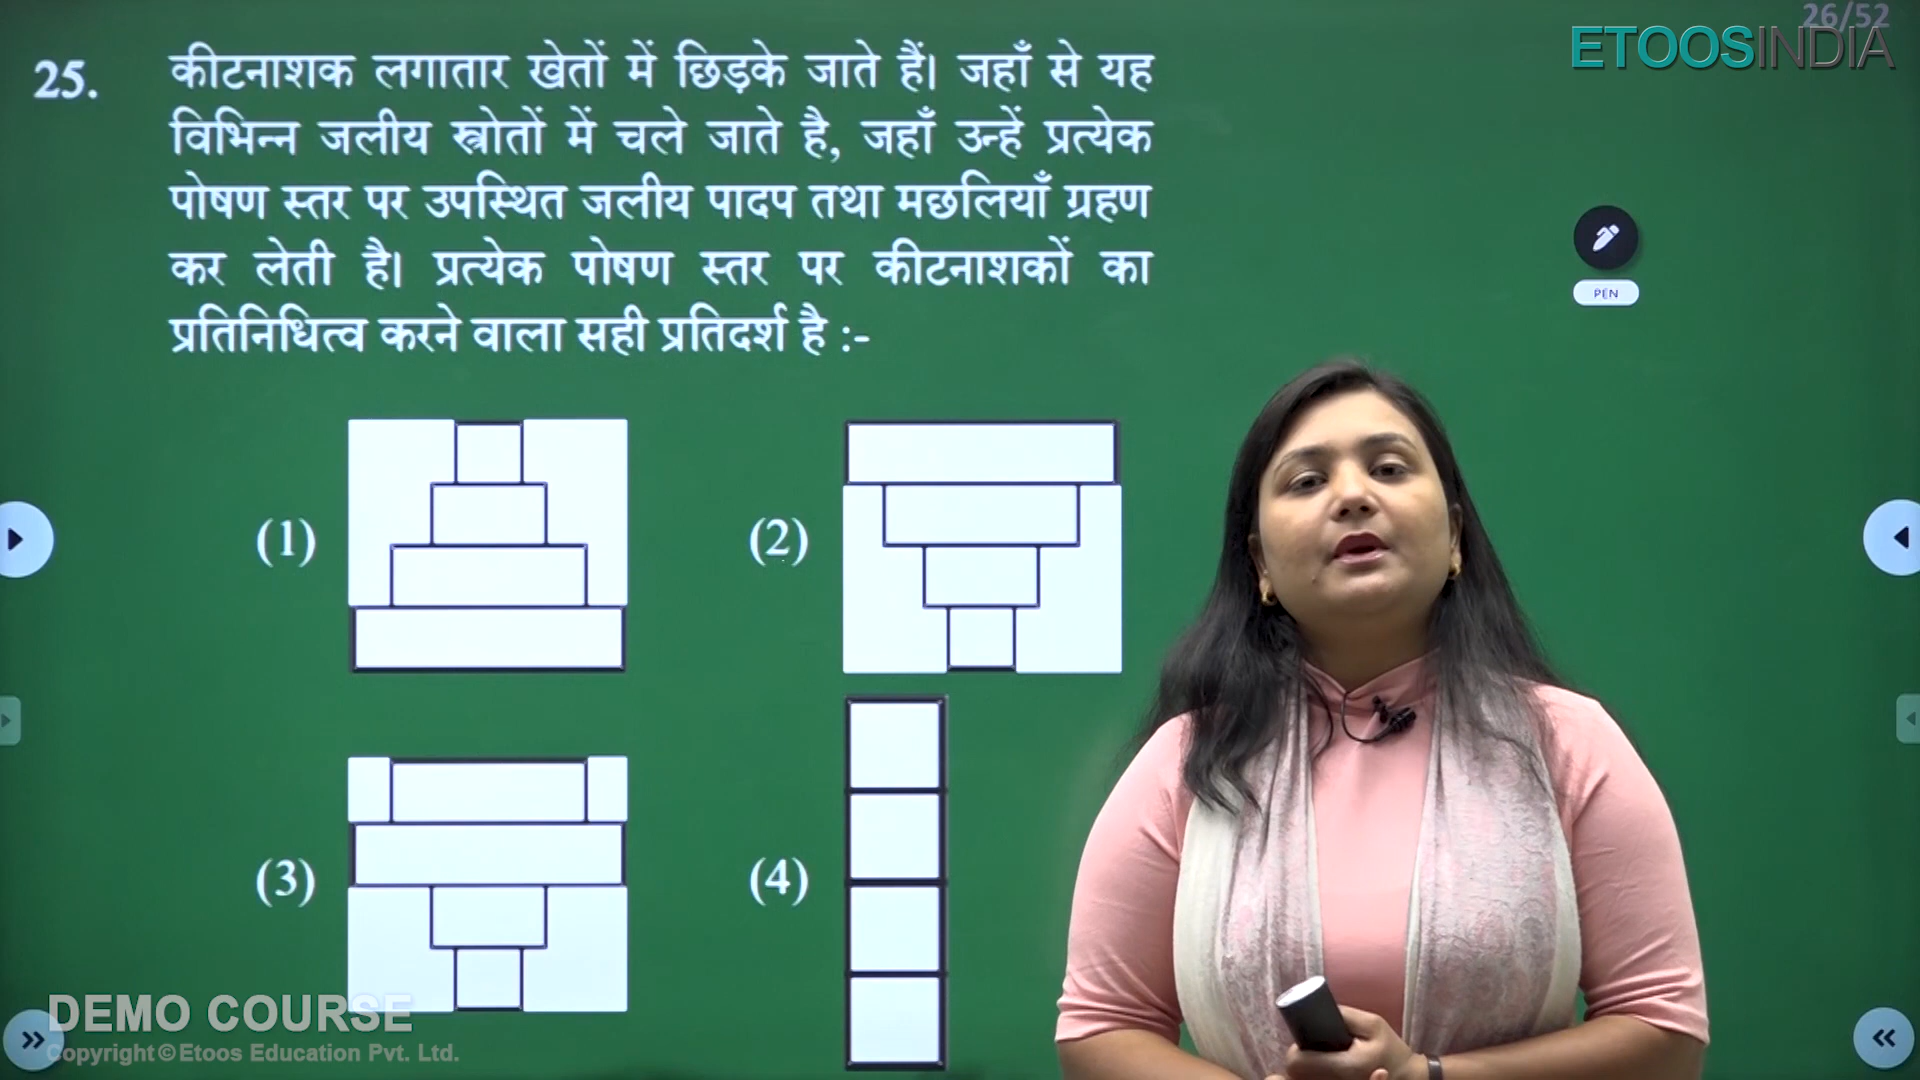 26/52
ETOOSINDIA
25. कीटनाशक लगातार खेतों में छिड़के जाते हैं। जहाँ से यह
विभिन्न जलीय स्त्रोतों में चले जाते है, जहाँ उन्हें प्रत्येक
पोषण स्तर पर उपस्थित जलीय पादप तथा मछलियाँ ग्रहण
कर लेती है। प्रत्येक पोषण स्तर पर कीटनाशकों का
प्रतिनिधित्व करने वाला सही प्रतिदर्श है :-
PEN
(1)
(2)
(3)
(4)
DEMO COURSE
Copyright © Etoos Education Pvt. Ltd.